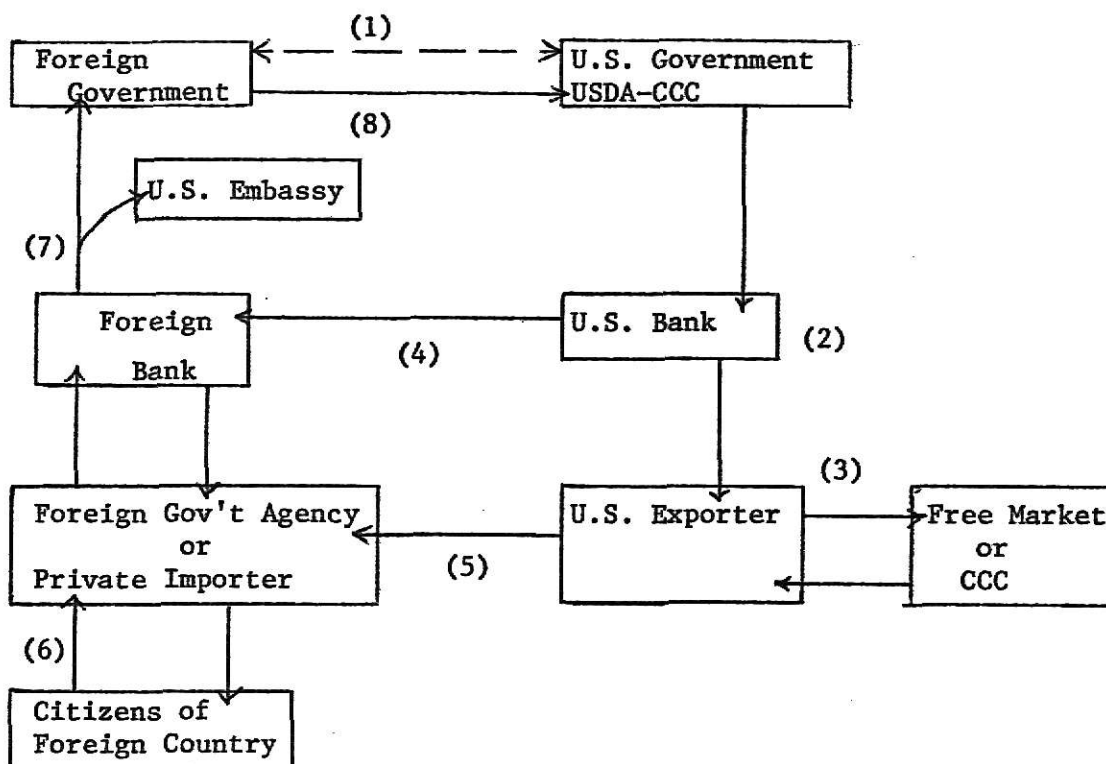 (1)
Foreign
Government
U.S. Government
USDA-CCC
(8)
U.S. Embassy
(7)
Foreign
Bank
U.S. Bank
(2)
(4)
(3)
Foreign Gov't Agency
or
Private Importer
U.S. Exporter
Free Market
or
CCC
(5)
(6)
Citizens of
Foreign Country